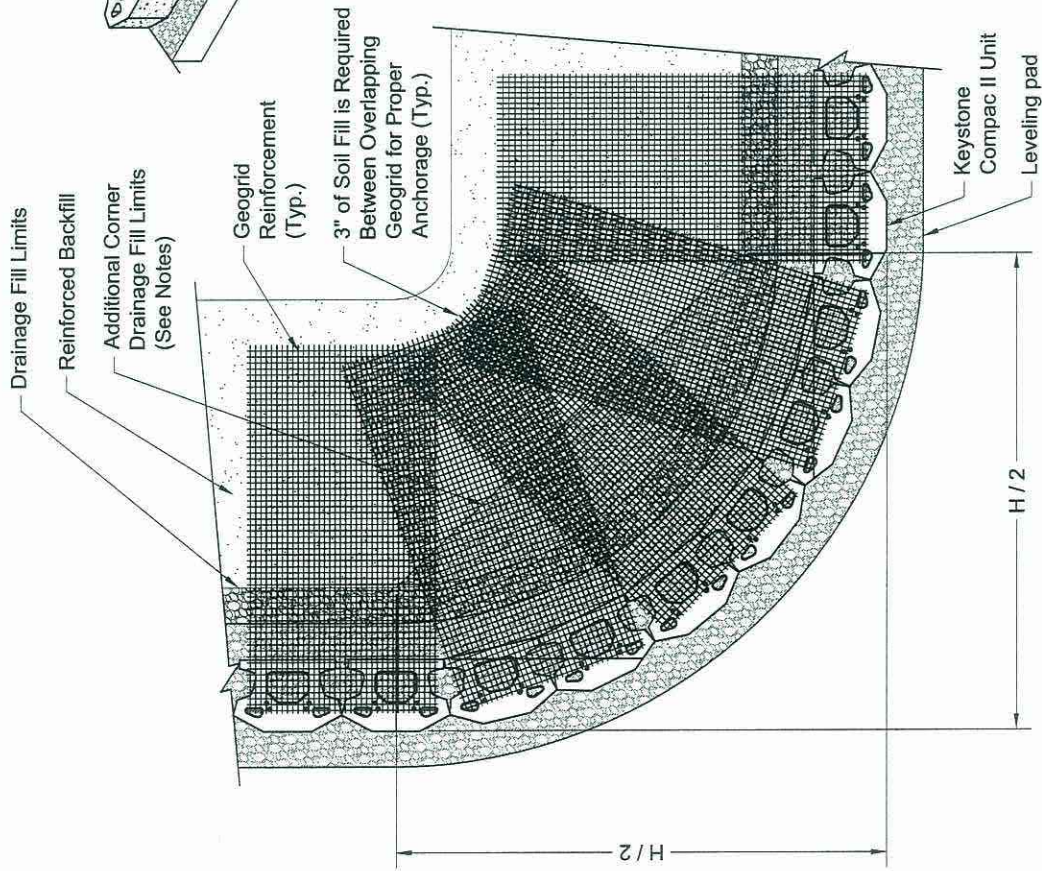 Drainage Fill Limits
Reinforced Backfill
Additional Corner
Drainage Fill Limits
(See Notes)
Geogrid
Reinforcement
(Typ.)
3" of Soil Fill is Required
Between Overlapping
Geogrid for Proper
Anchorage (Typ.)
Keystone
Compac II Unit
Leveling pad
H / 2
H / 2